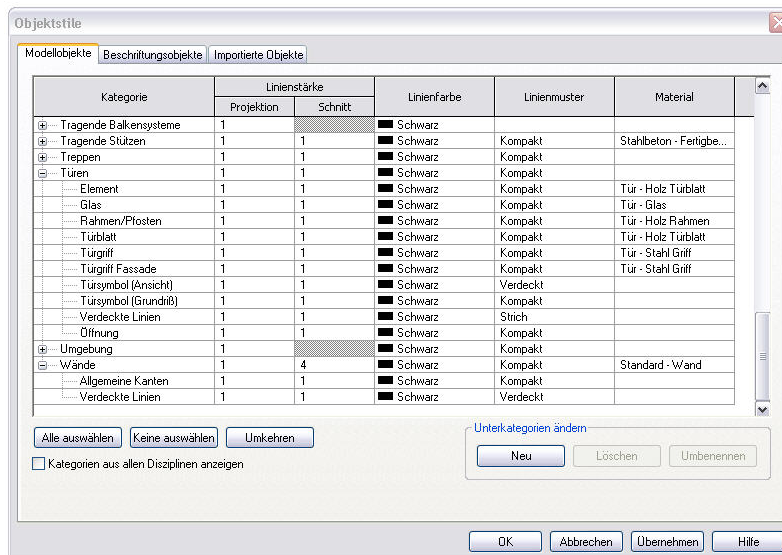 Objektstile
Modellobjekte Beschriftungsobjekte Importierte Objekte
Kategorie Linienstärke Linienfarbe Linienmuster Material
Projektion Schnitt
Tragende Balkensysteme 1 Schwarz
Tragende Stützen 1 1 Schwarz Kompakt Stahlbeton - Fertigbe...
Treppen 1 1 Schwarz Kompakt
Türen 1 1 Schwarz Kompakt
Element 1 1 Schwarz Kompakt Tür - Holz Türblatt
Glas 1 1 Schwarz Kompakt Tür - Glas
Rahmen/Pfosten 1 1 Schwarz Kompakt Tür - Holz Rahmen
Türblatt 1 1 Schwarz Kompakt Tür - Holz Türblatt
Türgriff 1 1 Schwarz Kompakt Tür - Stahl Griff
Türgriff Fassade 1 1 Schwarz Kompakt Tür - Stahl Griff
Türsymbol (Ansicht) 1 1 Schwarz Verdeckt
Türsymbol (Grundriß) 1 1 Schwarz Kompakt
Verdeckte Linien 1 1 Schwarz Strich
Öffnung 1 1 Schwarz Kompakt
Umgebung 1 Schwarz Kompakt
Wände 1 4 Schwarz Kompakt Standard - Wand
Allgemeine Kanten 1 1 Schwarz Kompakt
Verdeckte Linien 1 1 Schwarz Verdeckt
Alle auswählen Keine auswählen Umkehren
Kategorien aus allen Disziplinen anzeigen
Unterkategorien ändern
Neu Löschen Umbenennen
OK Abbrechen Übernehmen Hilfe